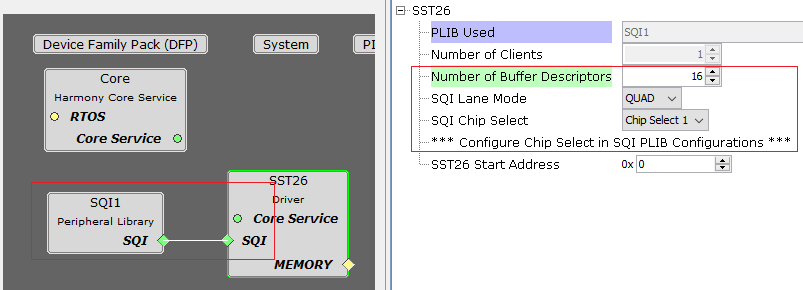 Device Family Pack (DFP)
System
Core
Harmony Core Service
RTOS
Core Service
SQI1
Peripheral Library
SQI
SST26
Driver
Core Service
SQI
MEMORY
SST26
PLIB Used
SQI1
Number of Clients
1
Number of Buffer Descriptors
16
SQI Lane Mode
QUAD
SQI Chip Select
Chip Select 1
*** Configure Chip Select in SQI PLIB Configurations ***
SST26 Start Address
0x 0